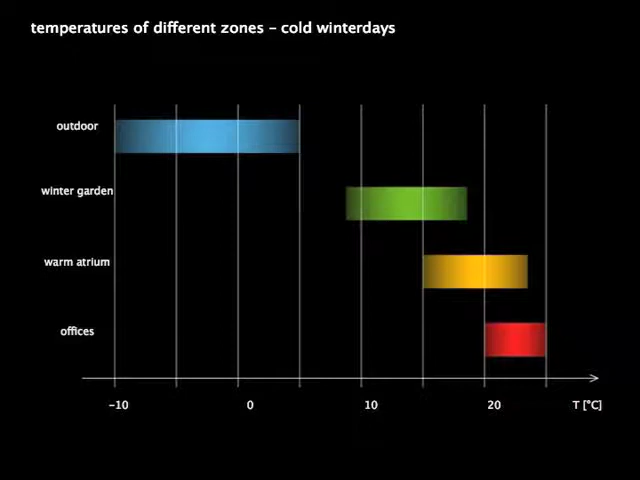 temperatures of different zones – cold winterdays
outdoor
winter garden
warm atrium
offices
–10 0 10 20 T [°C]